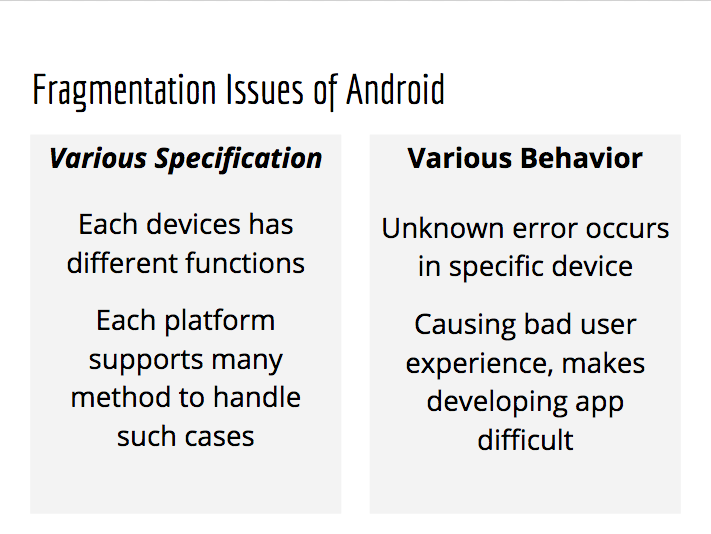 Fragmentation Issues of Android
Various Specification
Each devices has
different functions
Each platform
supports many
method to handle
such cases
Various Behavior
Unknown error occurs
in specific device
Causing bad user
experience, makes
developing app
difficult